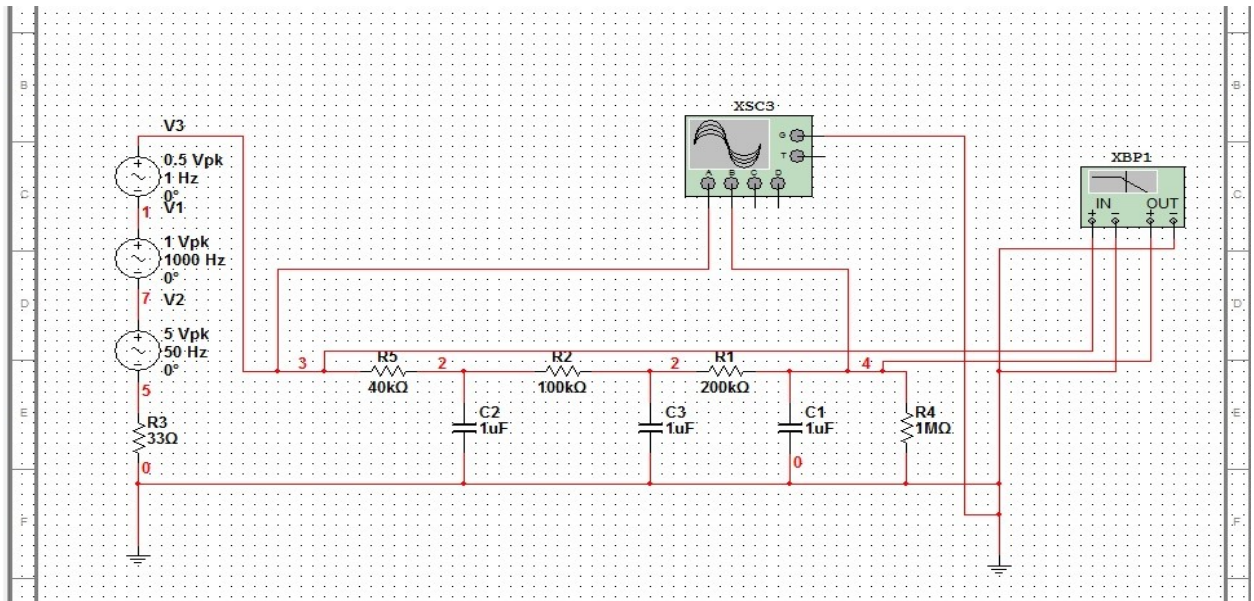 XSC3
G
T
A B C D
XBP1
IN OUT
V3
0.5 Vpk
1 Hz
0°
1
V1
1 Vpk
1000 Hz
0°
7
V2
5 Vpk
50 Hz
0°
5
R3
33Ω
0
3
R5
40kΩ
2
R2
100kΩ
2
R1
200kΩ
4
C2
1uF
C3
1uF
C1
1uF
0
R4
1MΩ
B
C
D
E
F
B
C
D
E
F